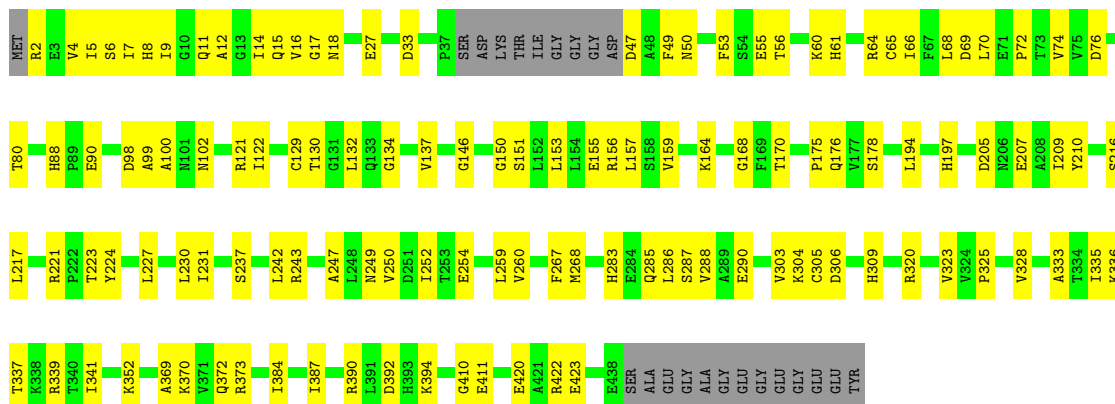 MET R2 E3 V4 I5 S6 I7 H8 I9 G10 Q11 A12 G13 I14 Q15 V16 G17 N18 E27 D33 P37 SER ASP LYS THR ILE GLY GLY GLY ASP D47 A48 F49 N50 F53 S54 E55 T56 K60 H61 R64 C65 I66 F67 L68 D69 L70 E71 P72 T73 V74 V75 D76
T80 H88 P89 E90 D98 A99 A100 N101 N102 R121 I122 C129 T130 G131 L132 Q133 G134 V137 G146 G150 S151 L152 L153 L154 E155 R156 L157 S158 V159 K164 G168 F169 T170 P175 Q176 V177 S178 L194 H197 D205 N206 E207 A208 I209 Y210 S216
L217 R221 P222 T223 Y224 L227 L230 I231 S237 L242 R243 A247 L248 N249 V250 D251 I252 T253 E254 L259 V260 F267 M268 H283 E284 Q285 L286 S287 V288 A289 E290 V303 K304 C305 D306 H309 R320 V323 V324 P325 V328 A333 T334 I335 K336
T337 K338 R339 T340 I341 K352 A369 K370 V371 Q372 R373 I384 I387 R390 L391 D392 H393 K394 G410 E411 E420 A421 R422 E423 E438 SER ALA GLU GLY ALA GLY GLU GLY GLU GLY GLU GLU TYR